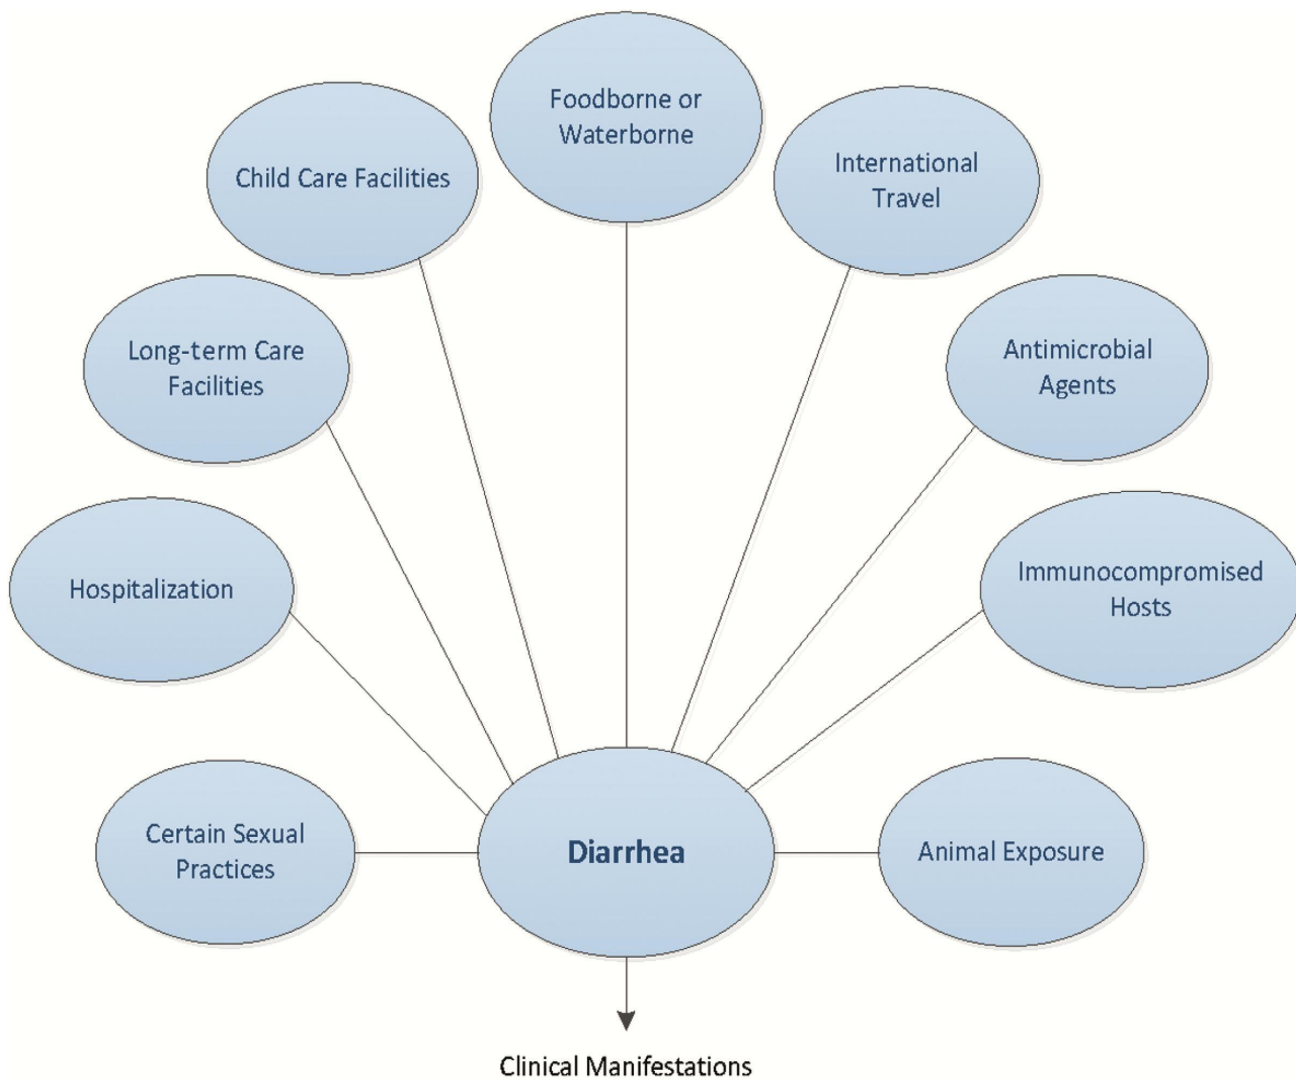 Foodborne or
Waterborne
Child Care Facilities
International
Travel
Long-term Care
Facilities
Antimicrobial
Agents
Hospitalization
Immunocompromised
Hosts
Certain Sexual
Practices
Diarrhea
Animal Exposure
Clinical Manifestations